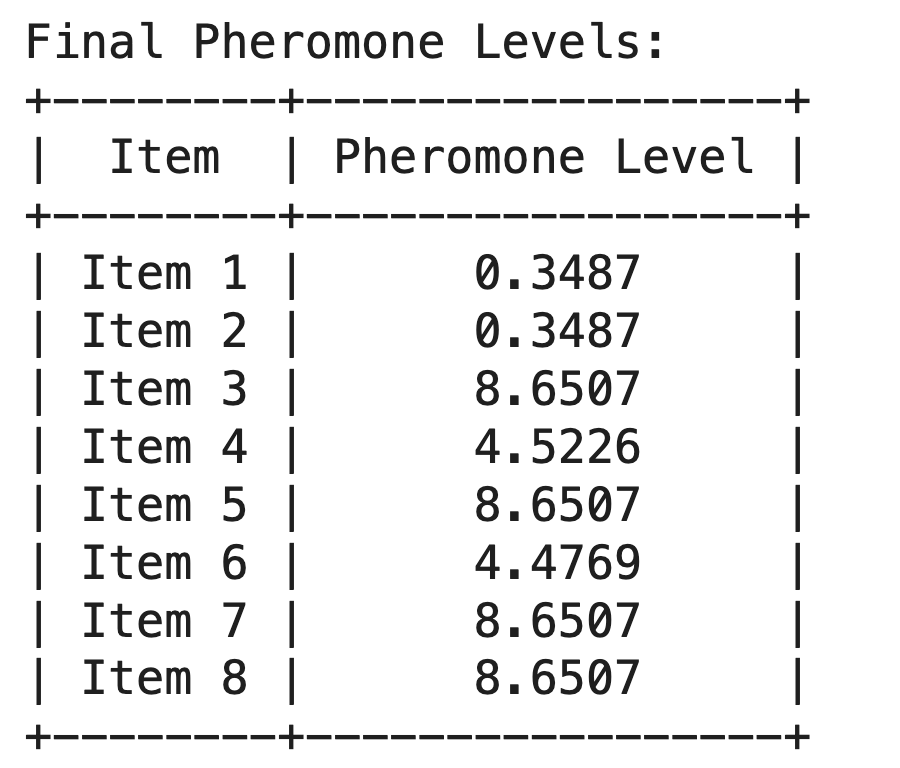 Final Pheromone Levels:
+---------+-----------------+
|  Item   | Pheromone Level |
+---------+-----------------+
| Item 1  |     0.3487      |
| Item 2  |     0.3487      |
| Item 3  |     8.6507      |
| Item 4  |     4.5226      |
| Item 5  |     8.6507      |
| Item 6  |     4.4769      |
| Item 7  |     8.6507      |
| Item 8  |     8.6507      |
+---------+-----------------+